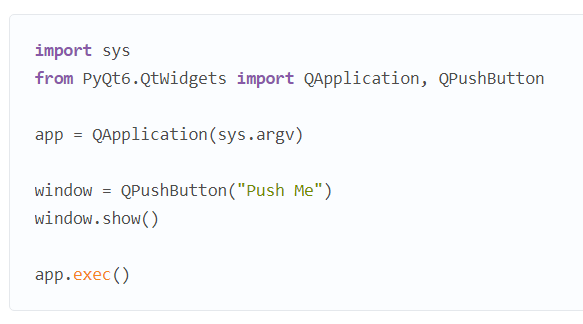 import sys
from PyQt6.QtWidgets import QApplication, QPushButton
app = QApplication(sys.argv)
window = QPushButton("Push Me")
window.show()
app.exec()